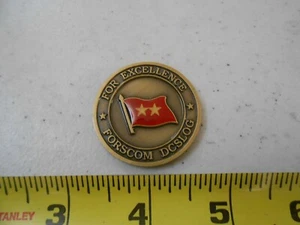 FOR EXCELLENCE
FORSCOM DCSLOG
STANLEY 3 4 5 6